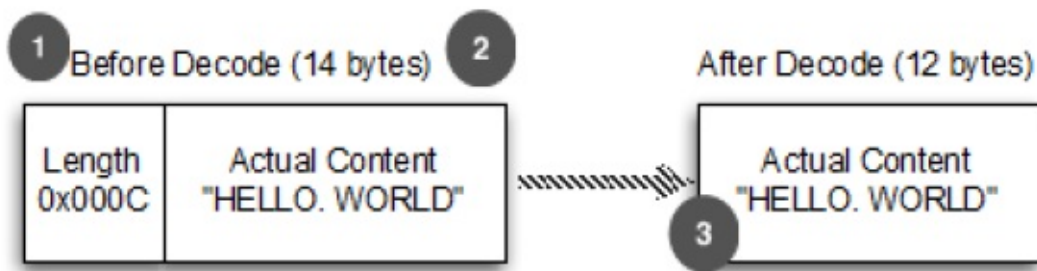 1 Before Decode (14 bytes) 2
After Decode (12 bytes)
Length
0x000C
Actual Content
"HELLO. WORLD"
Actual Content
"HELLO. WORLD"
3